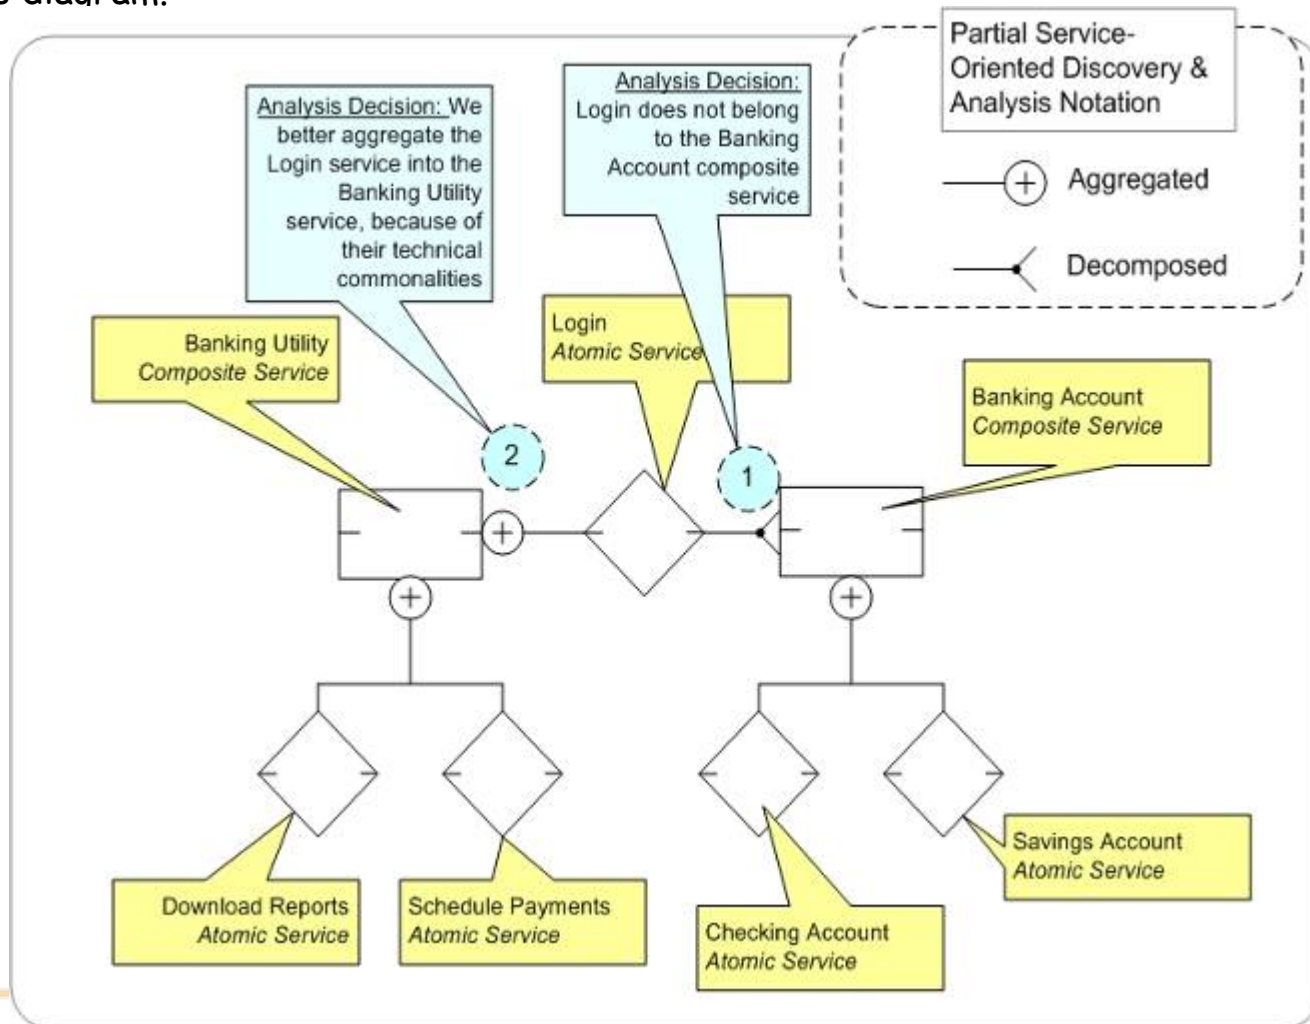 diagram.
Partial Service-
Oriented Discovery &
Analysis Notation
Aggregated
Decomposed
Analysis Decision: We
better aggregate the
Login service into the
Banking Utility
service, because of
their technical
commonalities
Analysis Decision:
Login does not belong
to the Banking
Account composite
service
Banking Utility
Composite Service
Login
Atomic Service
Banking Account
Composite Service
2
1
Download Reports
Atomic Service
Schedule Payments
Atomic Service
Checking Account
Atomic Service
Savings Account
Atomic Service